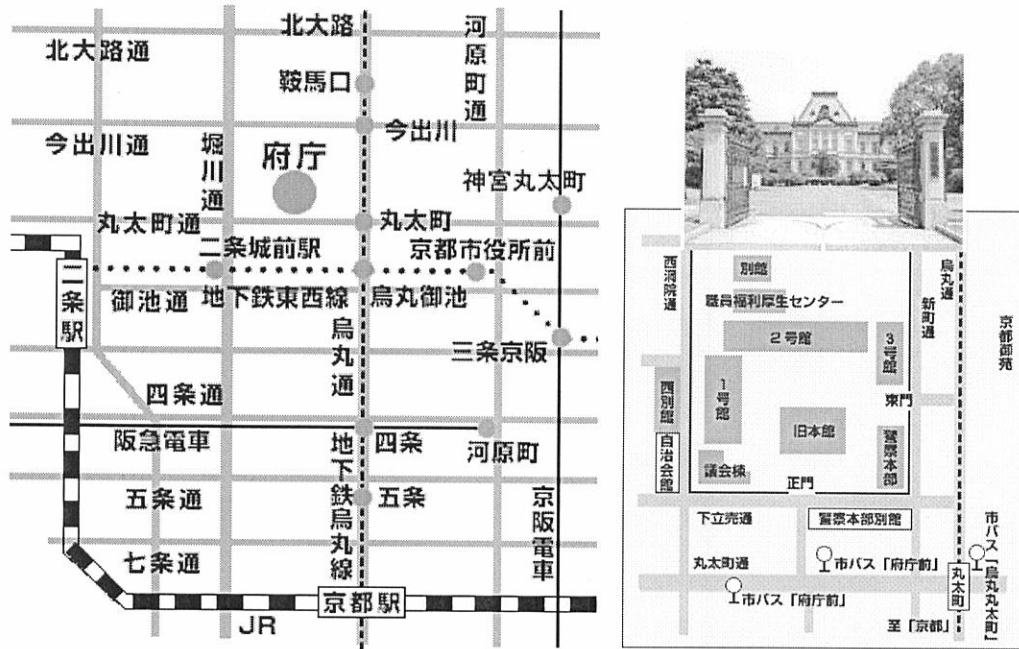 北大路
河原町通
北大路通
鞍馬口
今出川
今出川通
堀川通
府庁
神宮丸太町
丸太町通
丸太町
二条城前駅
京都市役所前
二条駅
御池通
地下鉄東西線
烏丸御池
烏丸通
三条京阪
四条通
阪急電車
地下鉄烏丸線
四条
河原町
五条通
五条
京阪電車
七条通
京都駅
JR
西洞院通
別館
烏丸通
職員福利厚生センター
新町通
京都御苑
2号館
3号館
西別館
1号館
東門
旧本館
自治会館
警察本部
議会棟
正門
下立売通
警察本部別館
市バス「烏丸丸太町」
丸太町通
市バス「府庁前」
丸太町
市バス「府庁前」
至「京都」